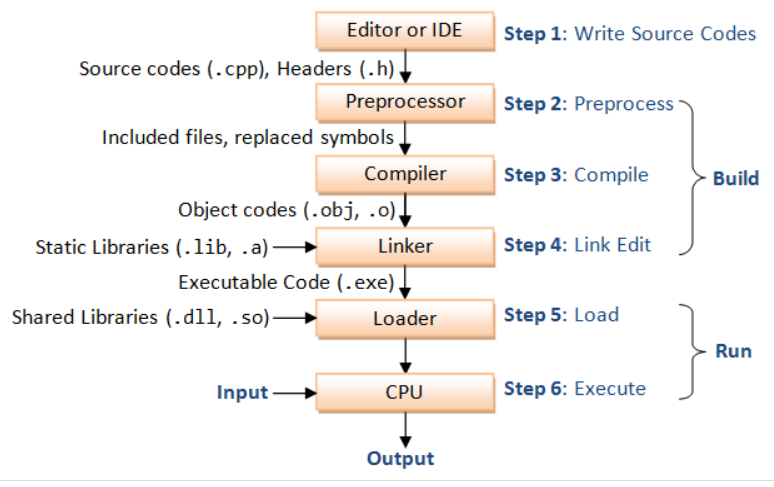 Editor or IDE
Step 1: Write Source Codes
Source codes (.cpp), Headers (.h)
Preprocessor
Step 2: Preprocess
Included files, replaced symbols
Compiler
Step 3: Compile
Build
Object codes (.obj, .o)
Static Libraries (.lib, .a)
Linker
Step 4: Link Edit
Executable Code (.exe)
Shared Libraries (.dll, .so)
Loader
Step 5: Load
Run
Input
CPU
Step 6: Execute
Output